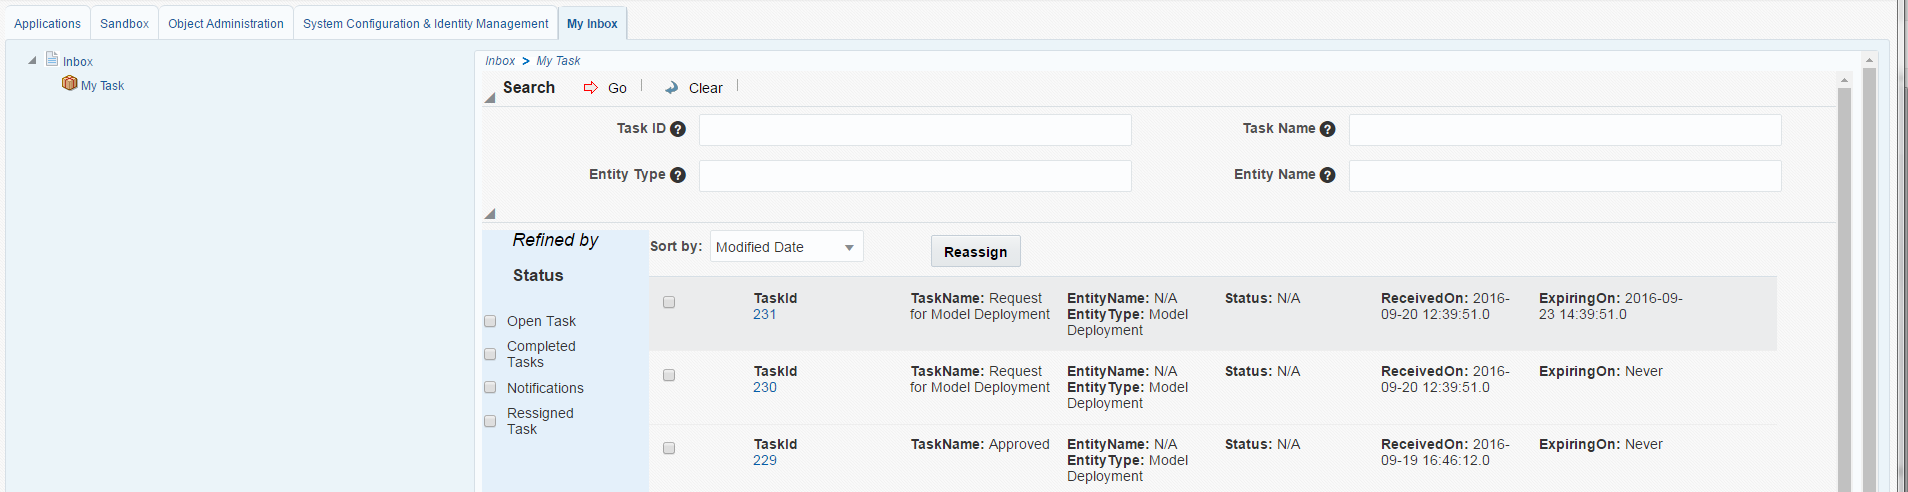 Applications Sandbox Object Administration System Configuration & Identity Management My Inbox
Inbox
My Task
Inbox > My Task
Search Go Clear
Task ID ? Task Name ?
Entity Type ? Entity Name ?
Refined by
Status
Open Task
Completed
Tasks
Notifications
Ressigned
Task
Sort by: Modified Date Reassign
TaskId TaskName: Request EntityName: N/A Status: N/A ReceivedOn: 2016- ExpiringOn: 2016-09-
231 for Model Deployment EntityType: Model 09-20 12:39:51.0 23 14:39:51.0
Deployment
TaskId TaskName: Request EntityName: N/A Status: N/A ReceivedOn: 2016- ExpiringOn: Never
230 for Model Deployment EntityType: Model 09-20 12:39:51.0
Deployment
TaskId TaskName: Approved EntityName: N/A Status: N/A ReceivedOn: 2016- ExpiringOn: Never
229 EntityType: Model 09-19 16:46:12.0
Deployment